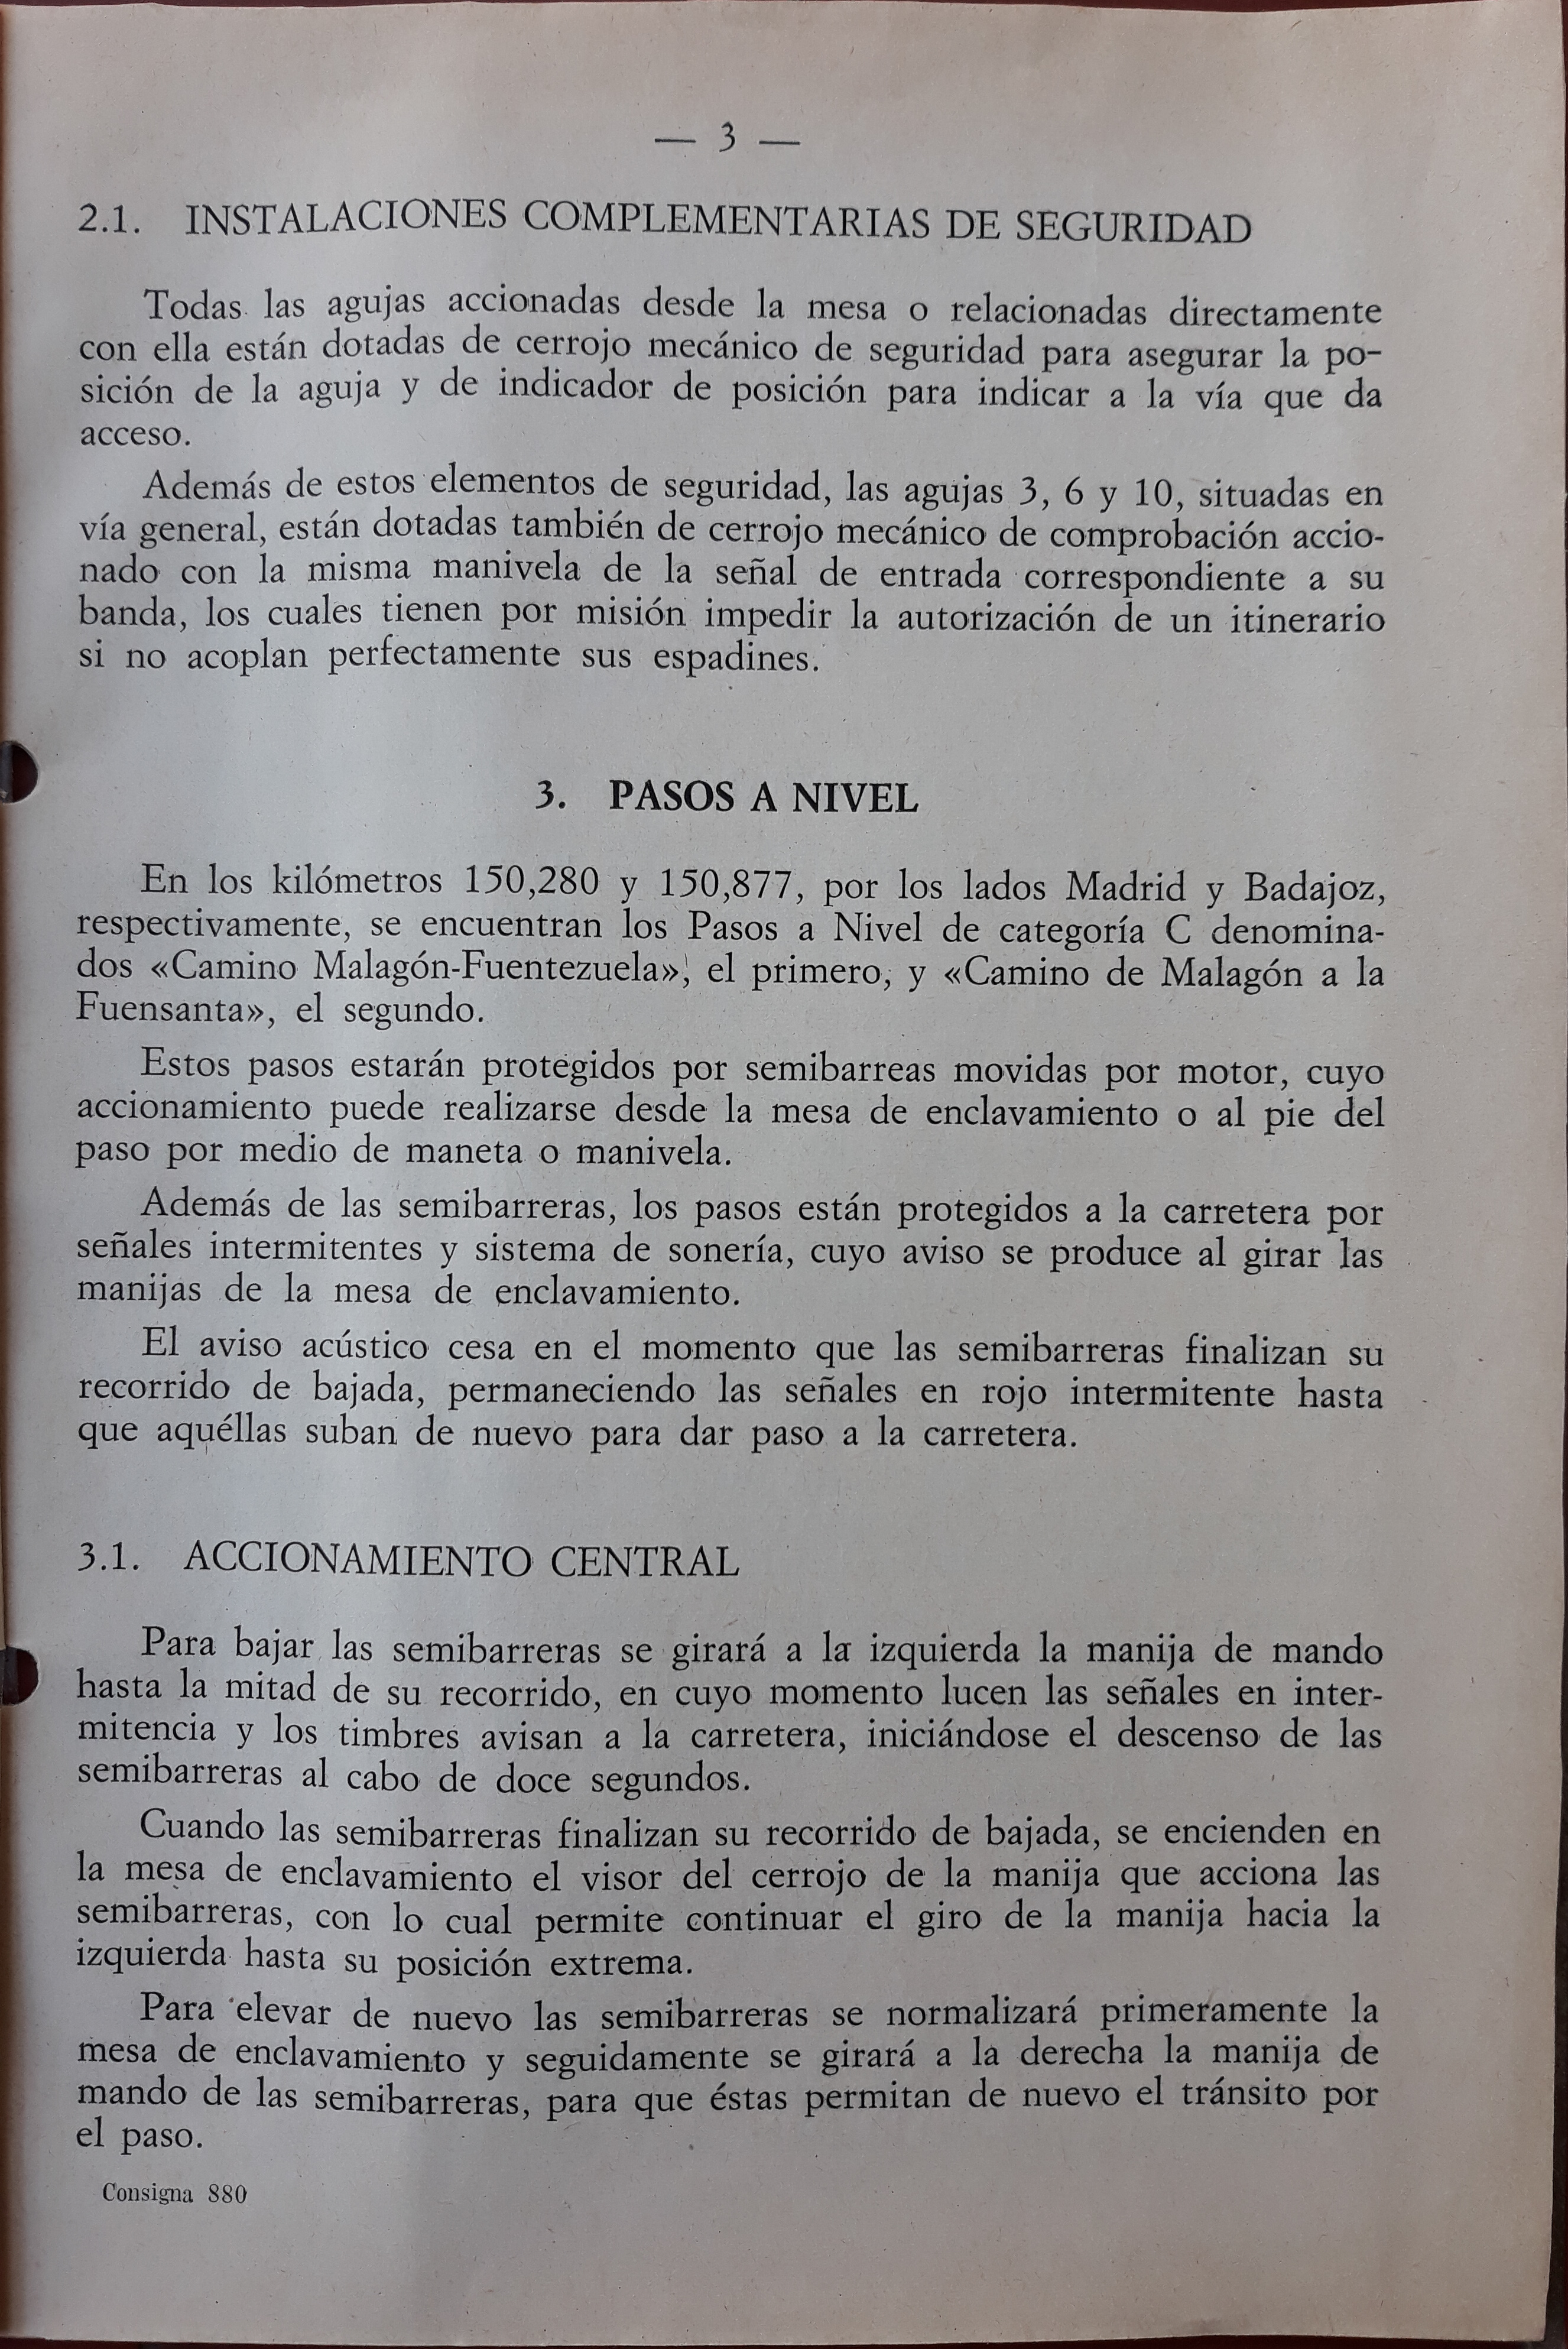 — 3 —
2.1. INSTALACIONES COMPLEMENTARIAS DE SEGURIDAD
Todas las agujas accionadas desde la mesa o relacionadas directamente
con ella están dotadas de cerrojo mecánico de seguridad para asegurar la po-
sición de la aguja y de indicador de posición para indicar a la vía que da
acceso.
Además de estos elementos de seguridad, las agujas 3, 6 y 10, situadas en
vía general, están dotadas también de cerrojo mecánico de comprobación accio-
nado con la misma manivela de la señal de entrada correspondiente a su
banda, los cuales tienen por misión impedir la autorización de un itinerario
si no acoplan perfectamente sus espadines.
3. PASOS A NIVEL
En los kilómetros 150,280 y 150,877, por los lados Madrid y Badajoz,
respectivamente, se encuentran los Pasos a Nivel de categoría C denomina-
dos «Camino Malagón-Fuentezuela», el primero, y «Camino de Malagón a la
Fuensanta», el segundo.
Estos pasos estarán protegidos por semibarreas movidas por motor, cuyo
accionamiento puede realizarse desde la mesa de enclavamiento o al pie del
paso por medio de maneta o manivela.
Además de las semibarreras, los pasos están protegidos a la carretera por
señales intermitentes y sistema de sonería, cuyo aviso se produce al girar las
manijas de la mesa de enclavamiento.
El aviso acústico cesa en el momento que las semibarreras finalizan su
recorrido de bajada, permaneciendo las señales en rojo intermitente hasta
que aquéllas suban de nuevo para dar paso a la carretera.
3.1. ACCIONAMIENTO CENTRAL
Para bajar las semibarreras se girará a la izquierda la manija de mando
hasta la mitad de su recorrido, en cuyo momento lucen las señales en inter-
mitencia y los timbres avisan a la carretera, iniciándose el descenso de las
semibarreras al cabo de doce segundos.
Cuando las semibarreras finalizan su recorrido de bajada, se encienden en
la mesa de enclavamiento el visor del cerrojo de la manija que acciona las
semibarreras, con lo cual permite continuar el giro de la manija hacia la
izquierda hasta su posición extrema.
Para elevar de nuevo las semibarreras se normalizará primeramente la
mesa de enclavamiento y seguidamente se girará a la derecha la manija de
mando de las semibarreras, para que éstas permitan de nuevo el tránsito por
el paso.
Consigna 880